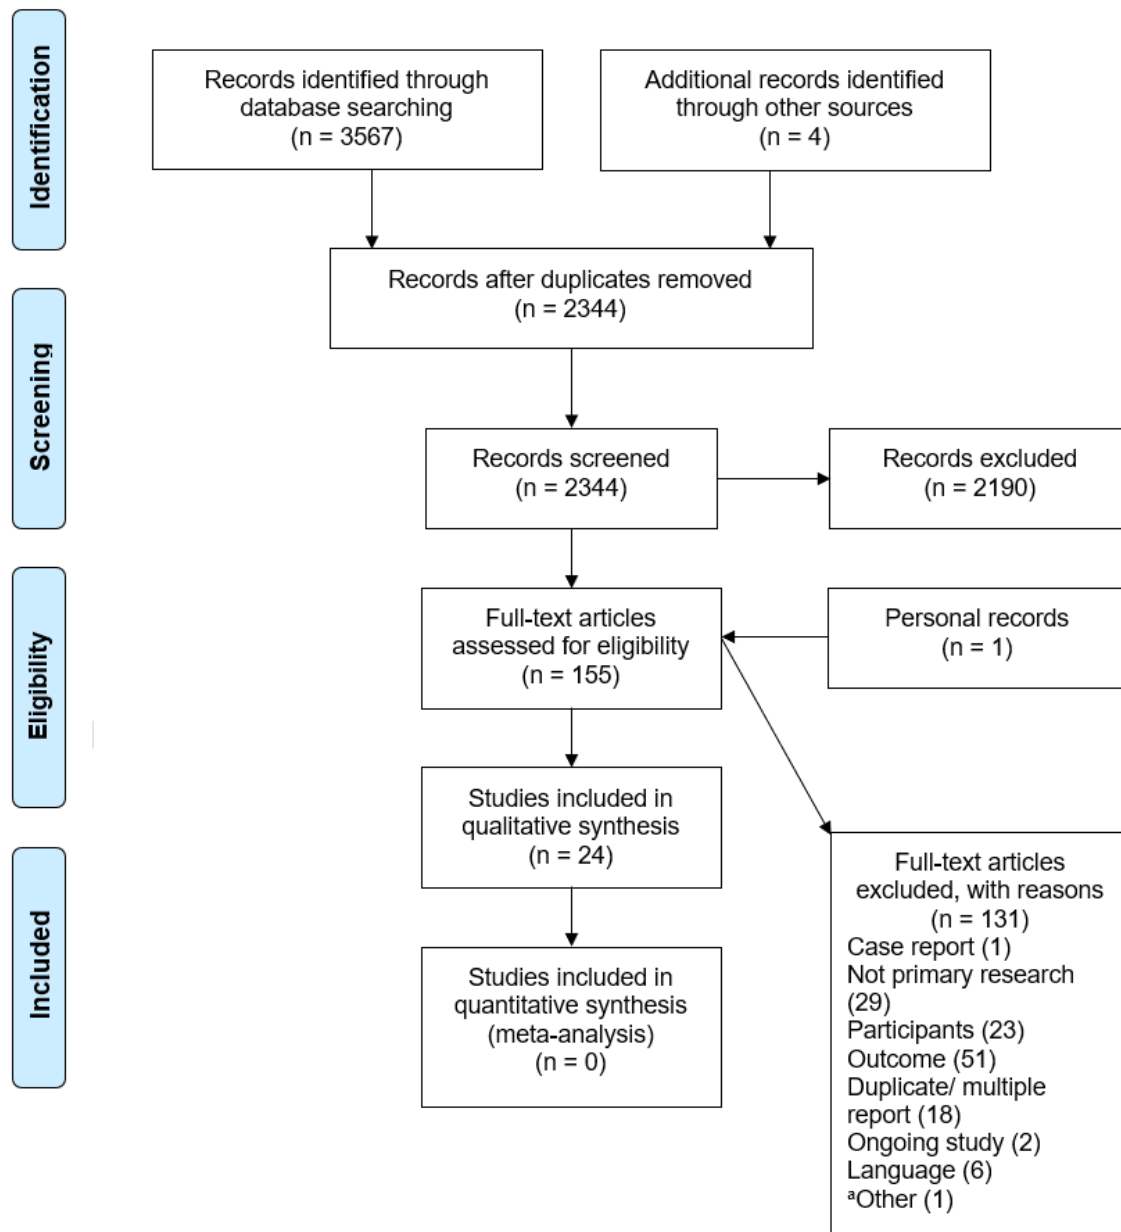 Identification
Records identified through
database searching
(n = 3567)
Additional records identified
through other sources
(n = 4)
Records after duplicates removed
(n = 2344)
Screening
Records screened
(n = 2344)
Records excluded
(n = 2190)
Eligibility
Full-text articles
assessed for eligibility
(n = 155)
Personal records
(n = 1)
Studies included in
qualitative synthesis
(n = 24)
Full-text articles
excluded, with reasons
(n = 131)
Case report (1)
Not primary research
(29)
Participants (23)
Outcome (51)
Duplicate/ multiple
report (18)
Ongoing study (2)
Language (6)
ᵃOther (1)
Included
Studies included in
quantitative synthesis
(meta-analysis)
(n = 0)